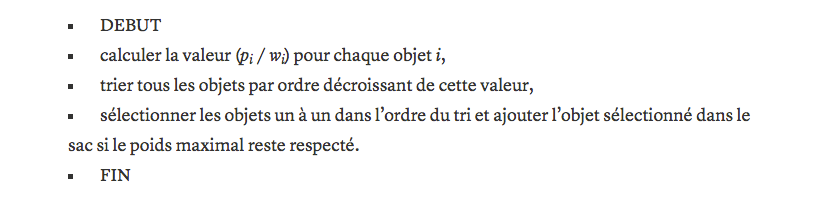 ▪ DEBUT
▪ calculer la valeur (pᵢ / wᵢ) pour chaque objet i,
▪ trier tous les objets par ordre décroissant de cette valeur,
▪ sélectionner les objets un à un dans l’ordre du tri et ajouter l’objet sélectionné dans le
sac si le poids maximal reste respecté.
▪ FIN